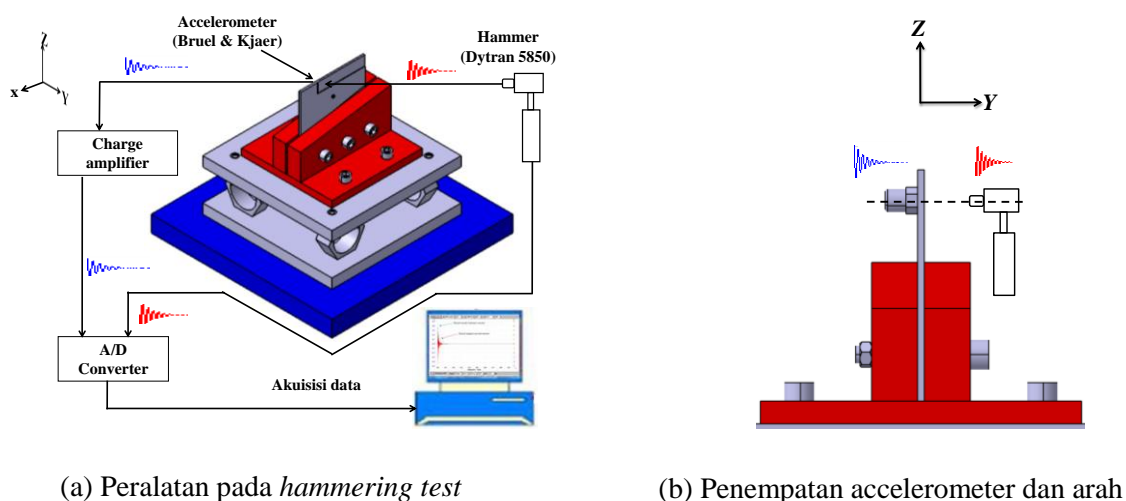 Accelerometer
(Bruel & Kjaer)
Hammer
(Dytran 5850)
Z
x
Y
Charge
amplifier
A/D
Converter
Akuisisi data
Z
Y
(a) Peralatan pada hammering test
(b) Penempatan accelerometer dan arah